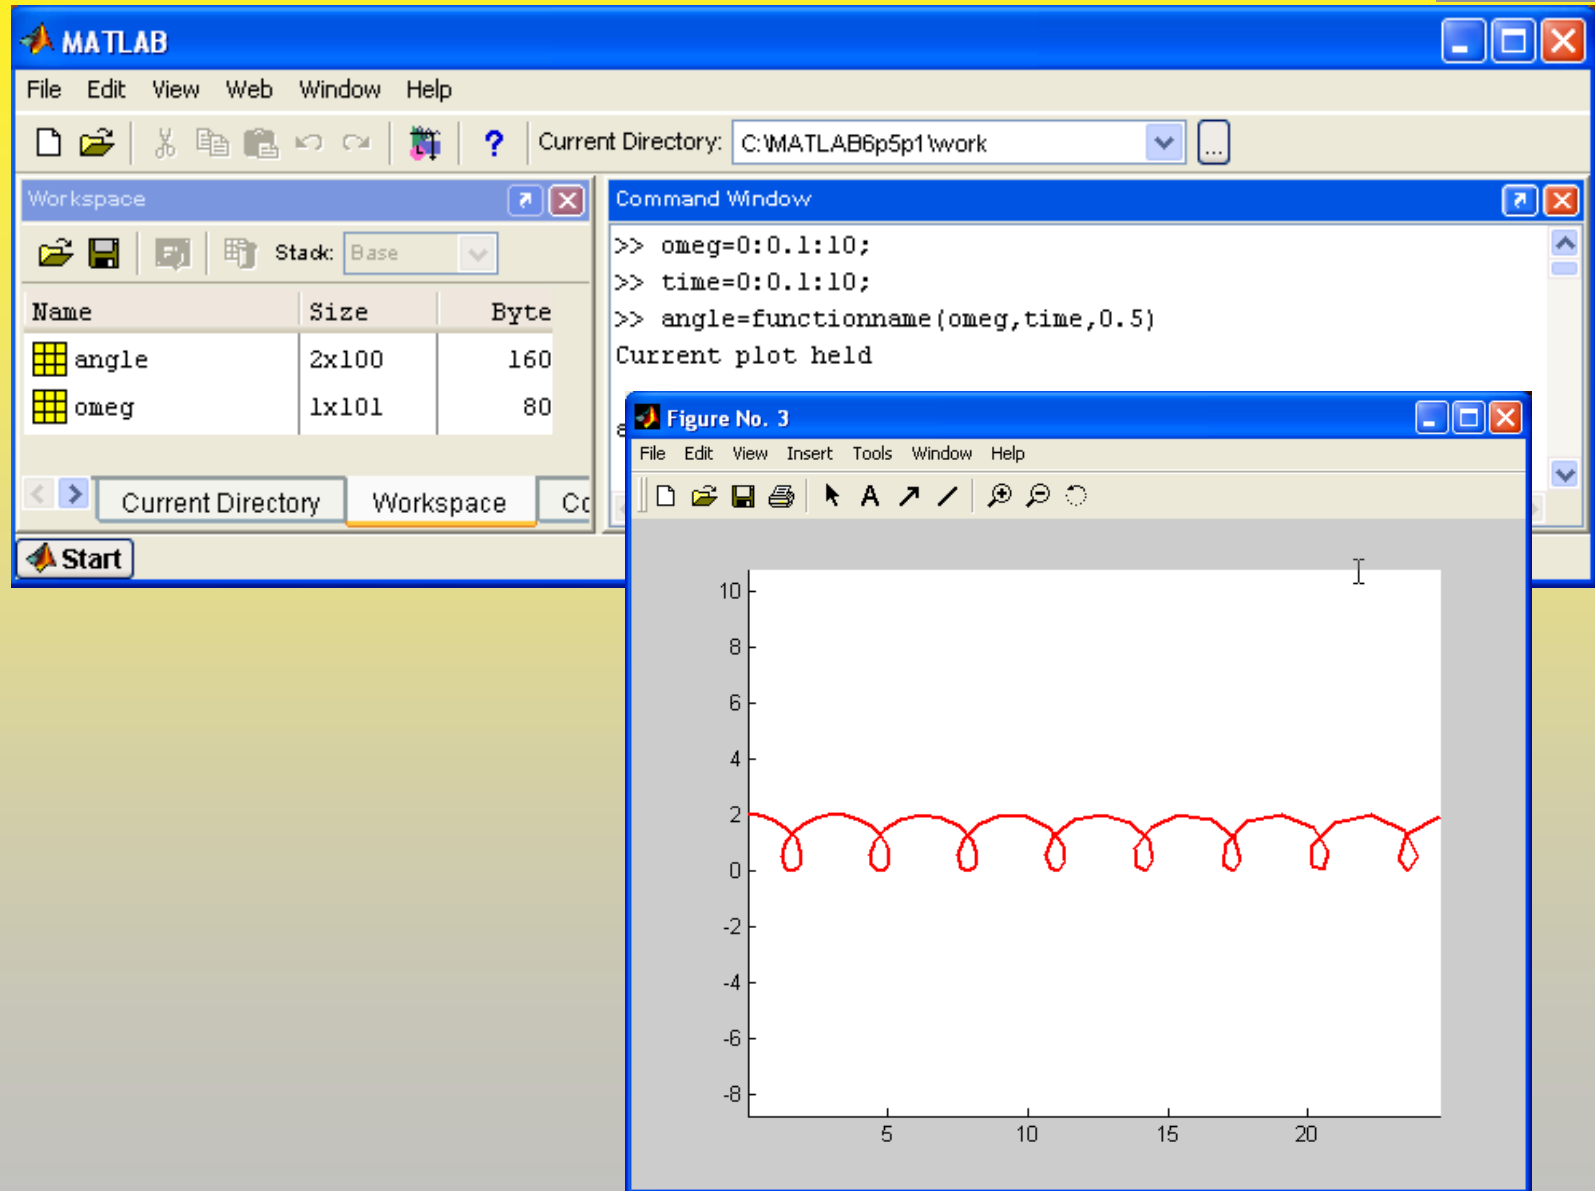 MATLAB
File Edit View Web Window Help
Current Directory: C:\MATLAB6p5p1\work ...
Workspace
Stack: Base
Name Size Byte
angle 2x100 160
omeg 1x101 80
Current Directory Workspace
Start
Command Window
>> omeg=0:0.1:10;
>> time=0:0.1:10;
>> angle=functionname(omeg,time,0.5)
Current plot held
Figure No. 3
File Edit View Insert Tools Window Help
A
10
8
6
4
2
0
-2
-4
-6
-8
5 10 15 20